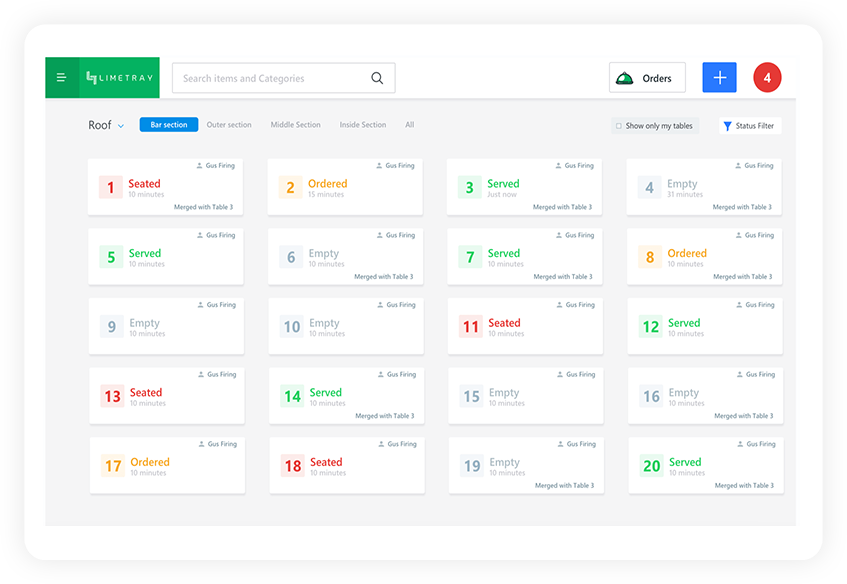 LIMETRAY
Search items and Categories
Orders
4
Roof
Bar section
Outer section
Middle Section
Inside Section
All
Show only my tables
Status Filter
Gus Firing
1
Seated
10 minutes
Merged with Table 3
Gus Firing
2
Ordered
15 minutes
Gus Firing
3
Served
Just now
Merged with Table 3
Gus Firing
4
Empty
31 minutes
Merged with Table 3
Gus Firing
5
Served
10 minutes
Gus Firing
6
Empty
10 minutes
Merged with Table 3
Gus Firing
7
Served
10 minutes
Merged with Table 3
Gus Firing
8
Ordered
10 minutes
Merged with Table 3
Gus Firing
9
Empty
10 minutes
Gus Firing
10
Empty
10 minutes
Gus Firing
11
Seated
10 minutes
Gus Firing
12
Served
10 minutes
Gus Firing
13
Seated
10 minutes
Gus Firing
14
Served
10 minutes
Merged with Table 3
Gus Firing
15
Empty
10 minutes
Gus Firing
16
Empty
10 minutes
Merged with Table 3
Gus Firing
17
Ordered
10 minutes
Gus Firing
18
Seated
10 minutes
Gus Firing
19
Empty
10 minutes
Merged with Table 3
Gus Firing
20
Served
10 minutes
Merged with Table 3